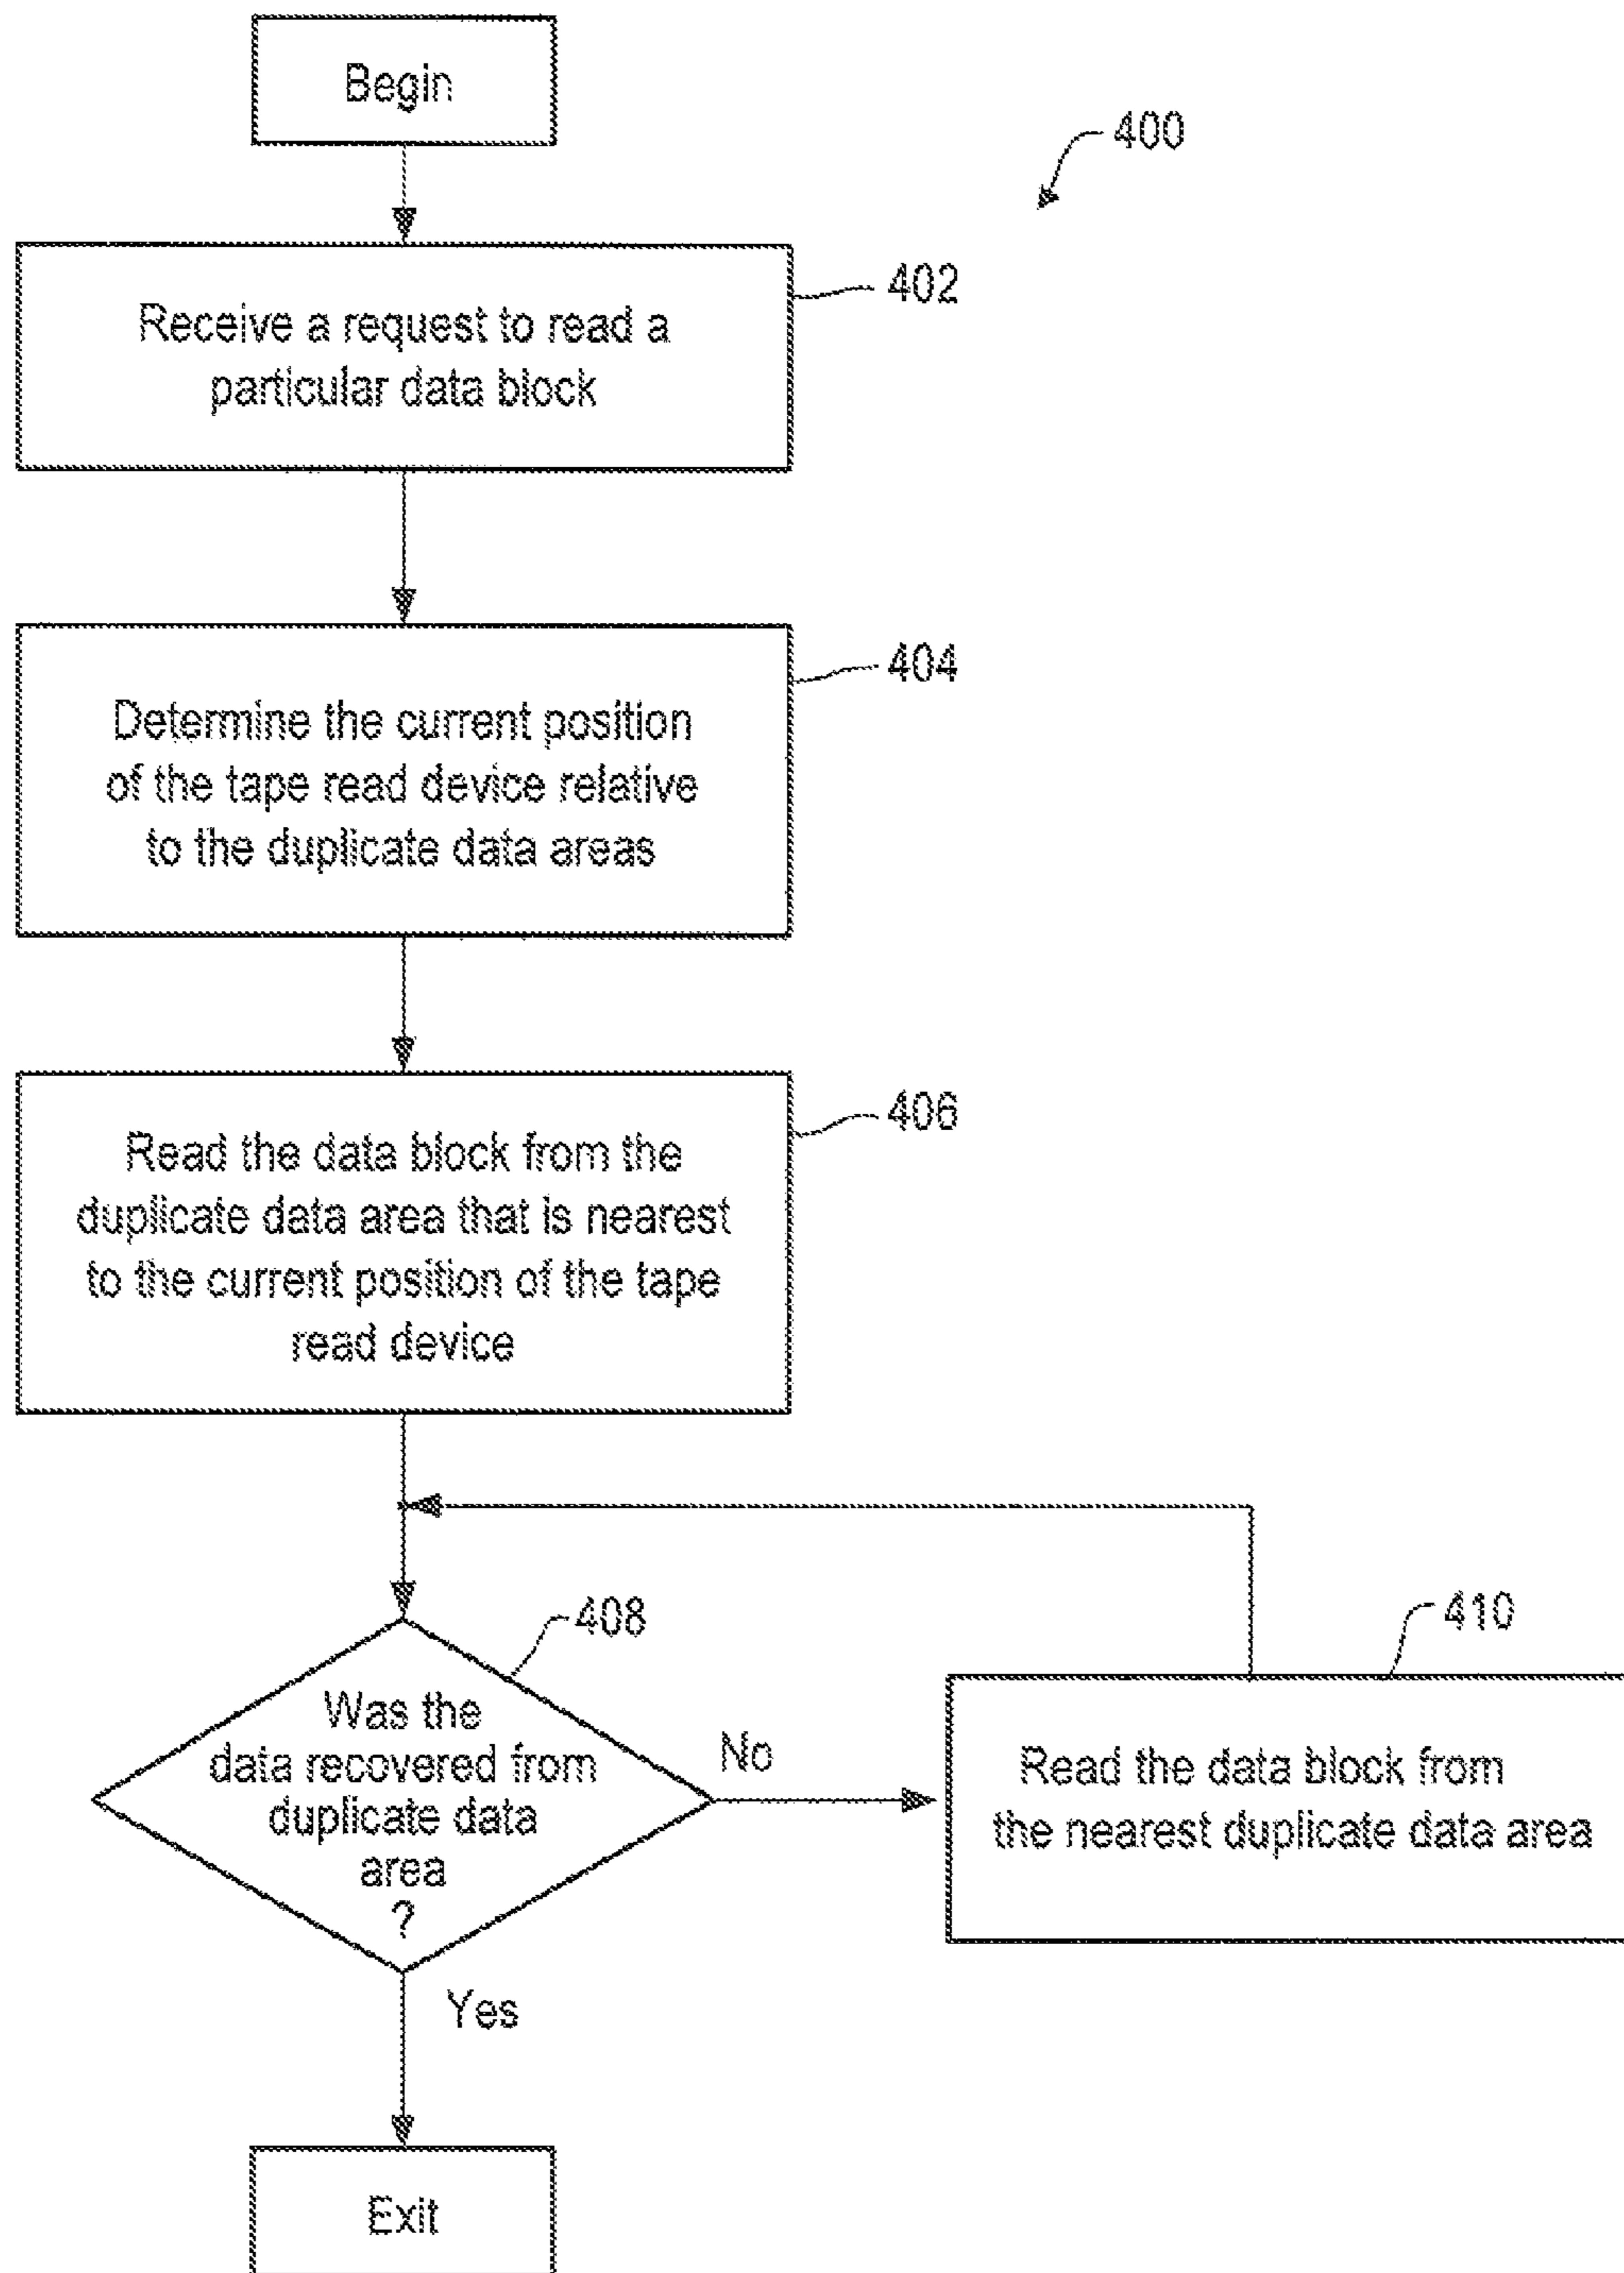 Begin
400
402
Receive a request to read a
particular data block
404
Determine the current position
of the tape read device relative
to the duplicate data areas
406
Read the data block from the
duplicate data area that is nearest
to the current position of the tape
read device
408
Was the
data recovered from
duplicate data
area
?
No
410
Read the data block from
the nearest duplicate data area
Yes
Exit